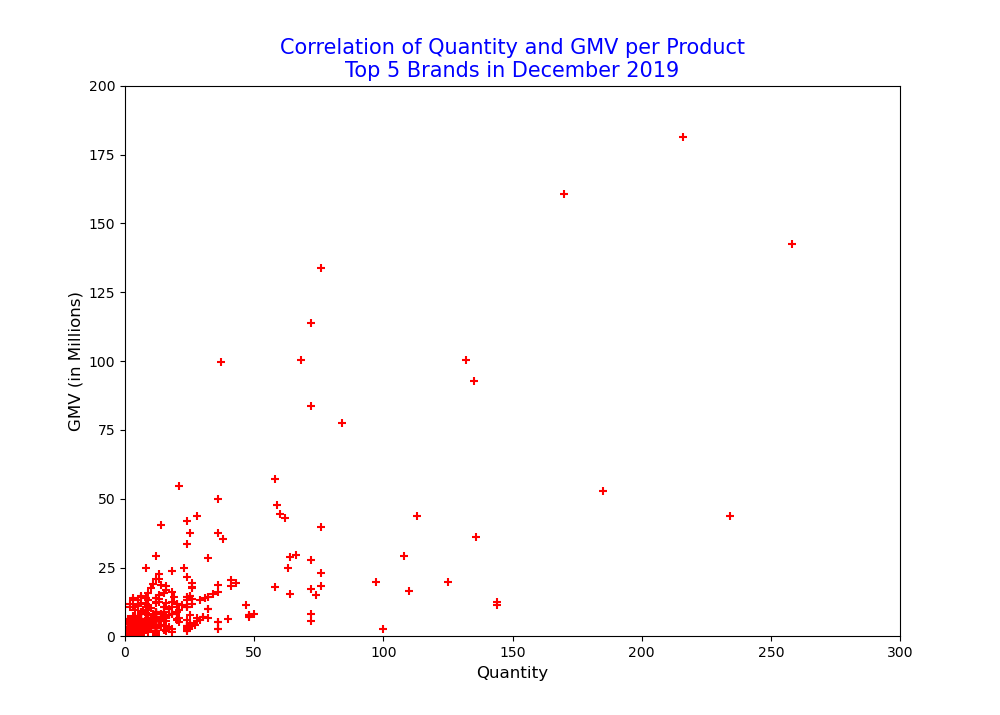 Correlation of Quantity and GMV per Product
Top 5 Brands in December 2019
200
175
150
125
100
75
50
25
0
GMV (in Millions)
0 50 100 150 200 250 300
Quantity